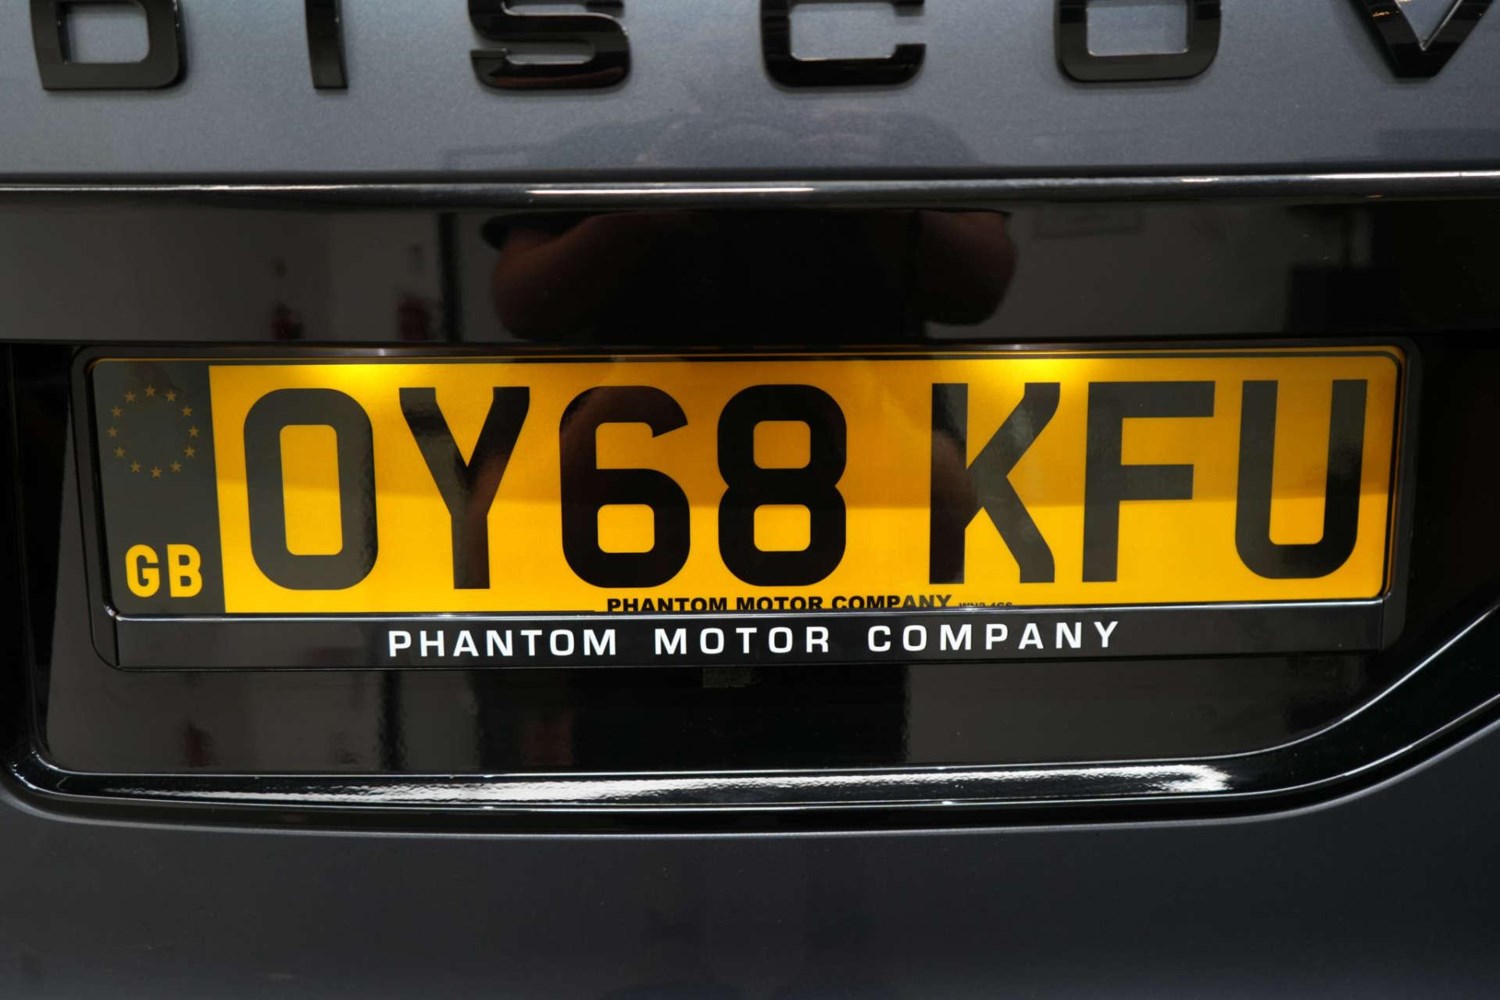 DISCOV
OY68 KFU
GB
PHANTOM MOTOR COMPANY
PHANTOM MOTOR COMPANY